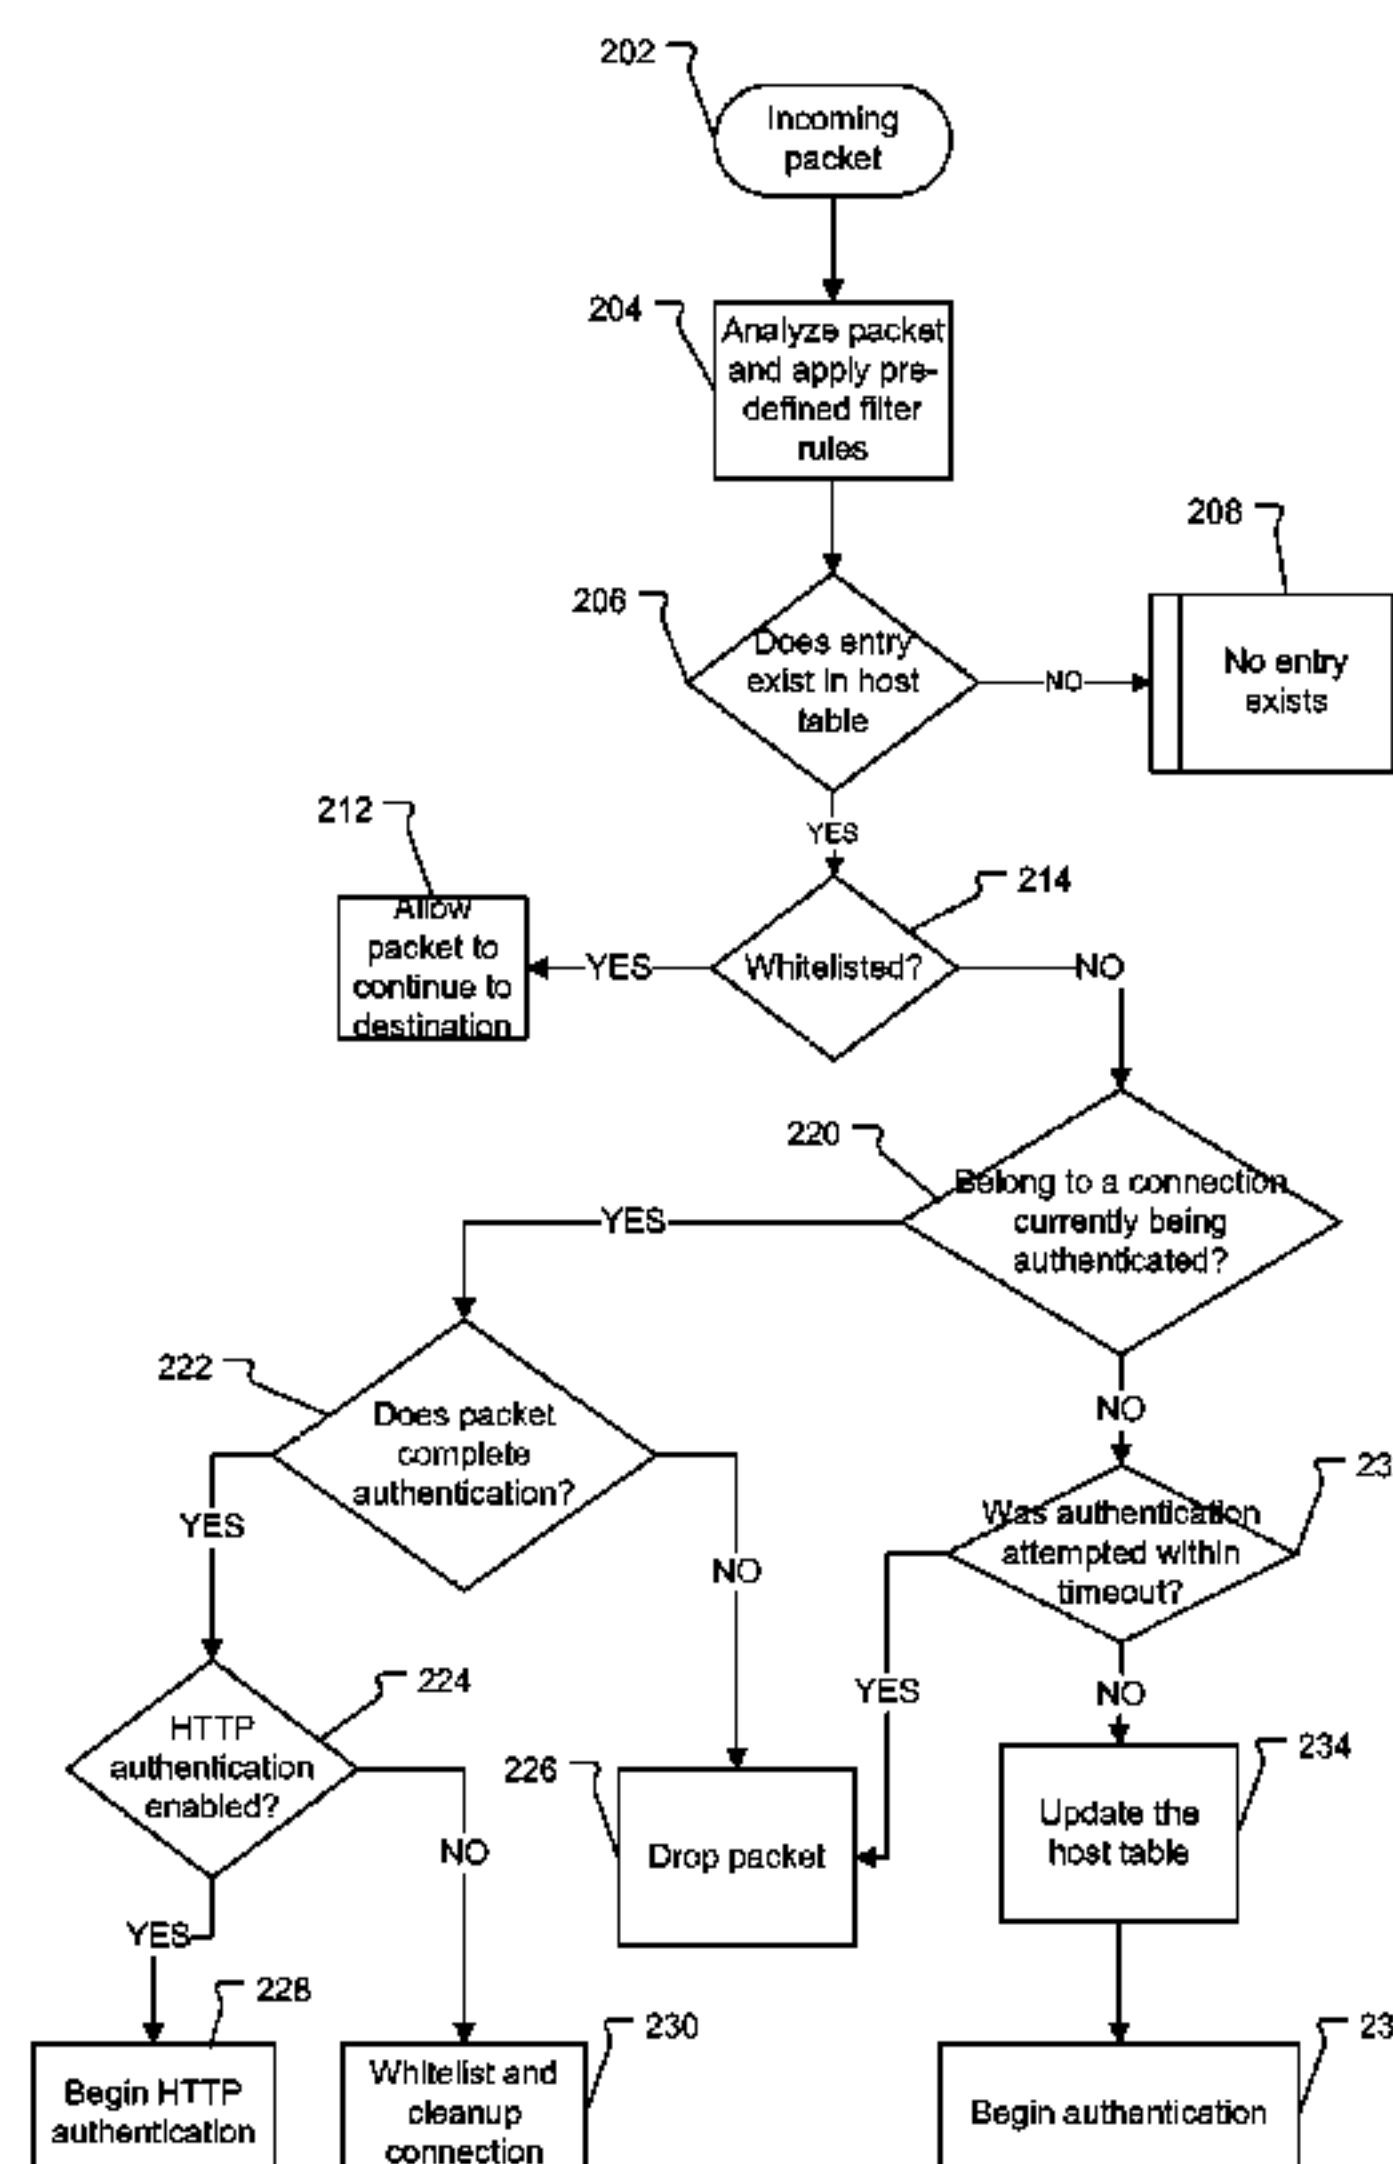 202
Incoming
packet
204
Analyze packet
and apply pre-
defined filter
rules
208
206
Does entry
exist in host
table
NO
No entry
exists
YES
212
214
Allow
packet to
continue to
destination
YES
Whitelisted?
NO
220
Belong to a connection
currently being
authenticated?
YES
222
Does packet
complete
authentication?
NO
23
Was authentication
attempted within
timeout?
YES
NO
224
HTTP
authentication
enabled?
YES
NO
226
Drop packet
234
Update the
host table
NO
YES
228
230
23
Begin HTTP
authentication
Whitelist and
cleanup
connection
Begin authentication